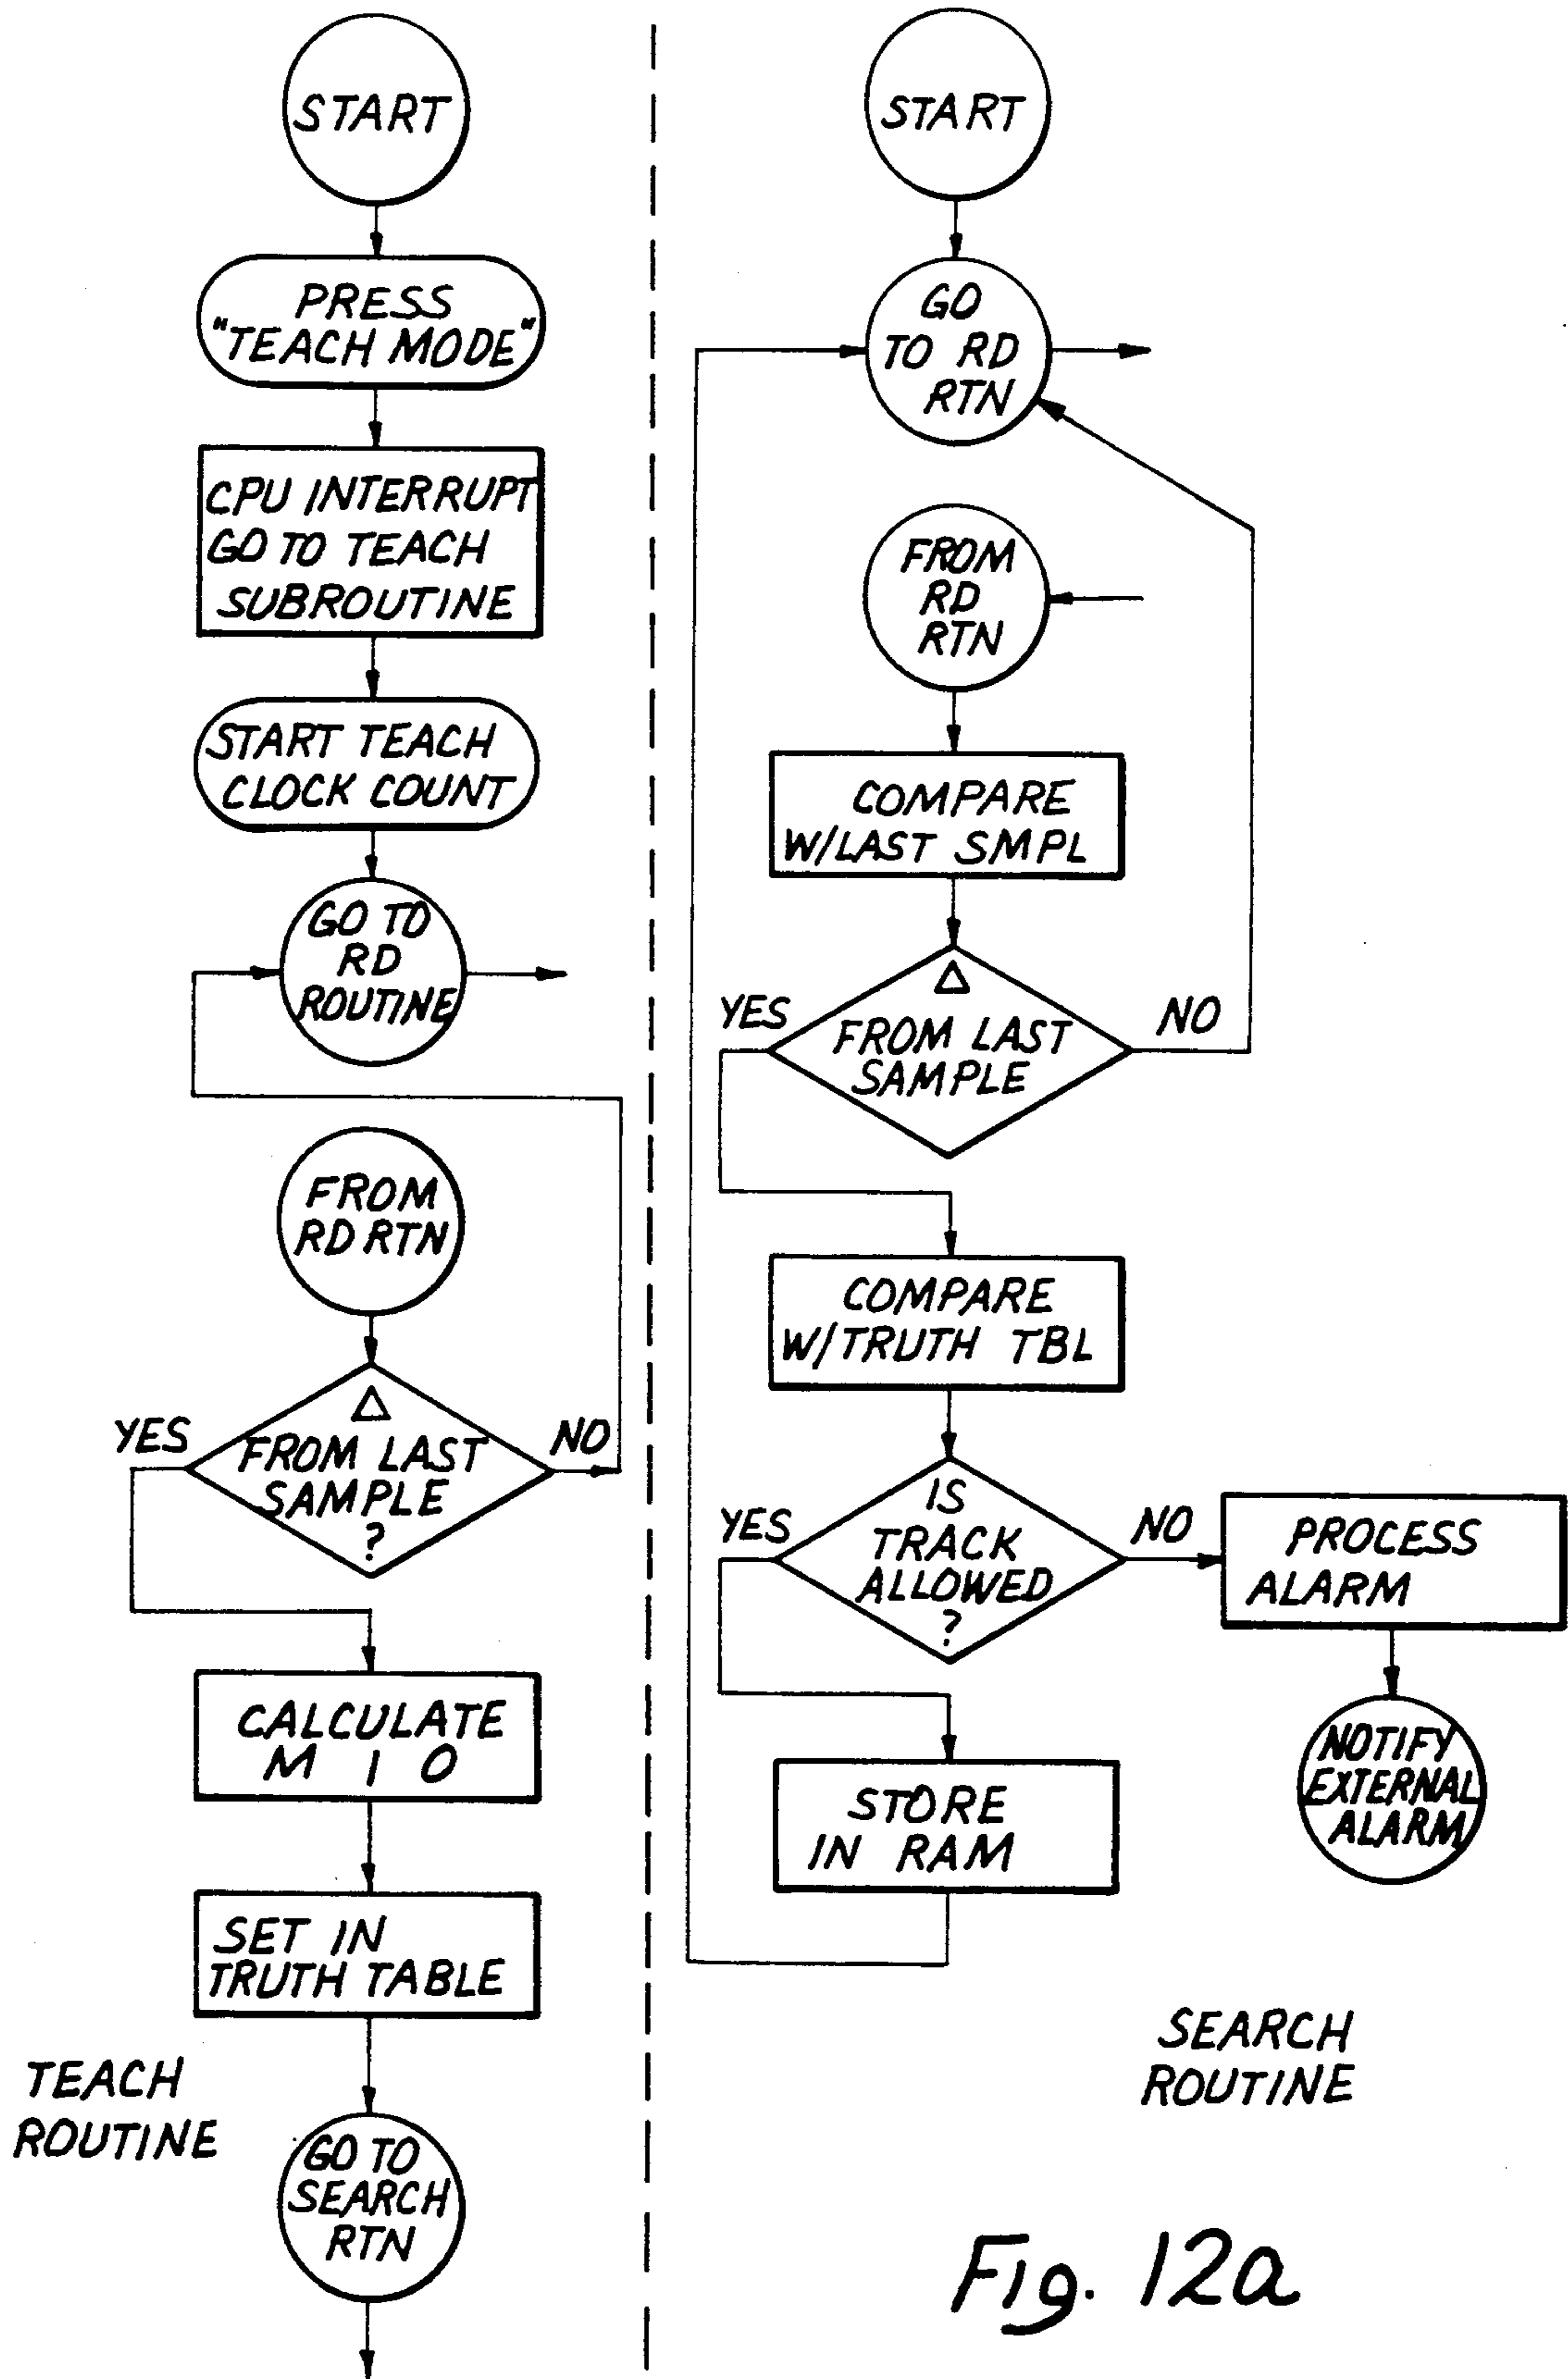 START
PRESS
"TEACH MODE"
CPU INTERRUPT
GO TO TEACH
SUBROUTINE
START TEACH
CLOCK COUNT
GO TO
RD
ROUTINE
FROM
RD RTN
YES
Δ
FROM LAST
SAMPLE
?
NO
CALCULATE
M I O
SET IN
TRUTH TABLE
TEACH
ROUTINE
GO TO
SEARCH
RTN
START
GO
TO RD
RTN
FROM
RD
RTN
COMPARE
W/LAST SMPL
YES
Δ
FROM LAST
SAMPLE
NO
COMPARE
W/TRUTH TBL
YES
IS
TRACK
ALLOWED
?
NO
PROCESS
ALARM
NOTIFY
EXTERNAL
ALARM
STORE
IN RAM
SEARCH
ROUTINE
Fig. 12a